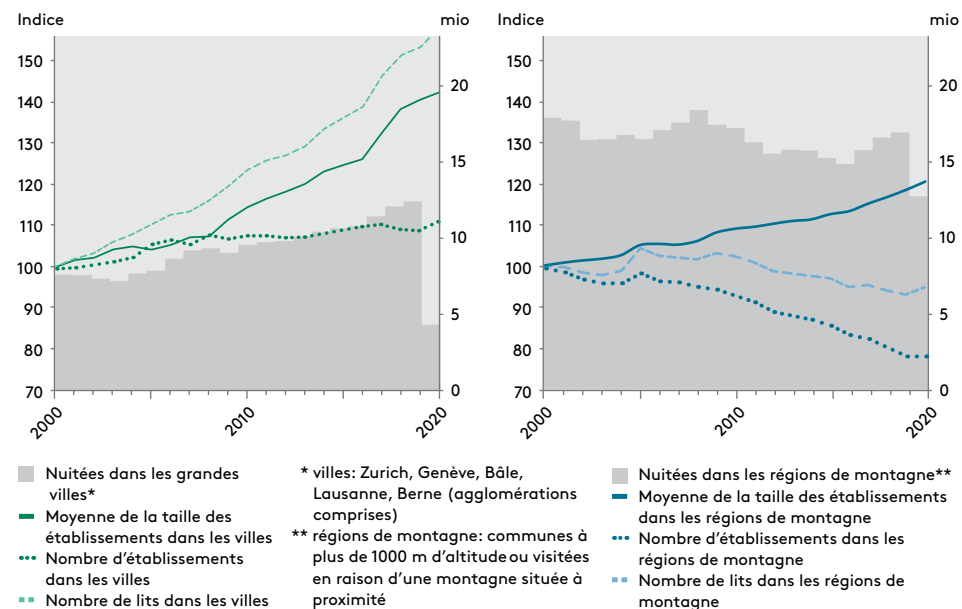 Indice
mio
150
140
130
120
110
100
90
80
70
20
15
10
5
0
2000
2010
2020
Indice
mio
150
140
130
120
110
100
90
80
70
20
15
10
5
0
2000
2010
2020
Nuitées dans les grandes
villes*
Moyenne de la taille des
établissements dans les villes
Nombre d’établissements
dans les villes
Nombre de lits dans les villes
* villes: Zurich, Genève, Bâle,
Lausanne, Berne (agglomérations
comprises)
** régions de montagne: communes à
plus de 1000 m d’altitude ou visitées
en raison d’une montagne située à
proximité
Nuitées dans les régions de montagne**
Moyenne de la taille des établissements
dans les régions de montagne
Nombre d’établissements dans les
régions de montagne
Nombre de lits dans les régions de
montagne